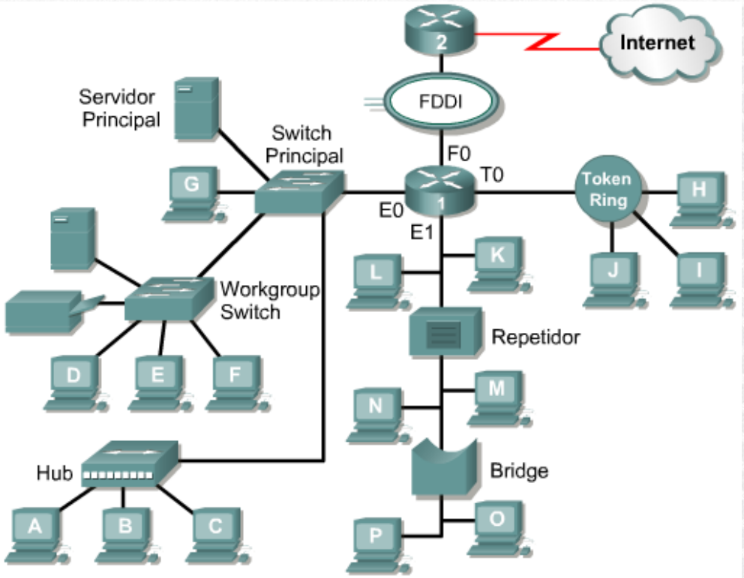 2
Internet
FDDI
Servidor
Principal
Switch
Principal
F0
T0
G
1
Token
Ring
H
E0
E1
K
L
J
I
Workgroup
Switch
Repetidor
D
E
F
M
N
Hub
Bridge
A
B
C
P
O